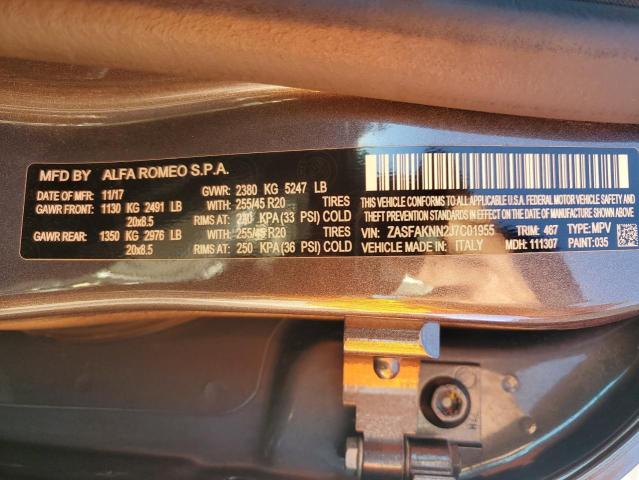 MFD BY ALFA ROMEO S.P.A.
DATE OF MFR: 11/17 GVWR: 2380 KG 5247 LB
GAWR FRONT: 1130 KG 2491 LB WITH: 255/45 R20 TIRES
20x8.5 RIMS AT: 230 KPA (33 PSI) COLD
GAWR REAR: 1350 KG 2976 LB WITH: 255/45 R20 TIRES
20x8.5 RIMS AT: 250 KPA (36 PSI) COLD
THIS VEHICLE CONFORMS TO ALL APPLICABLE U.S.A. FEDERAL MOTOR VEHICLE SAFETY AND
THEFT PREVENTION STANDARDS IN EFFECT ON THE DATE OF MANUFACTURE SHOWN ABOVE.
VIN: ZASFAKNN2J7C01955 TRIM: 467 TYPE: MPV
VEHICLE MADE IN: ITALY MDH: 111307 PAINT: 035